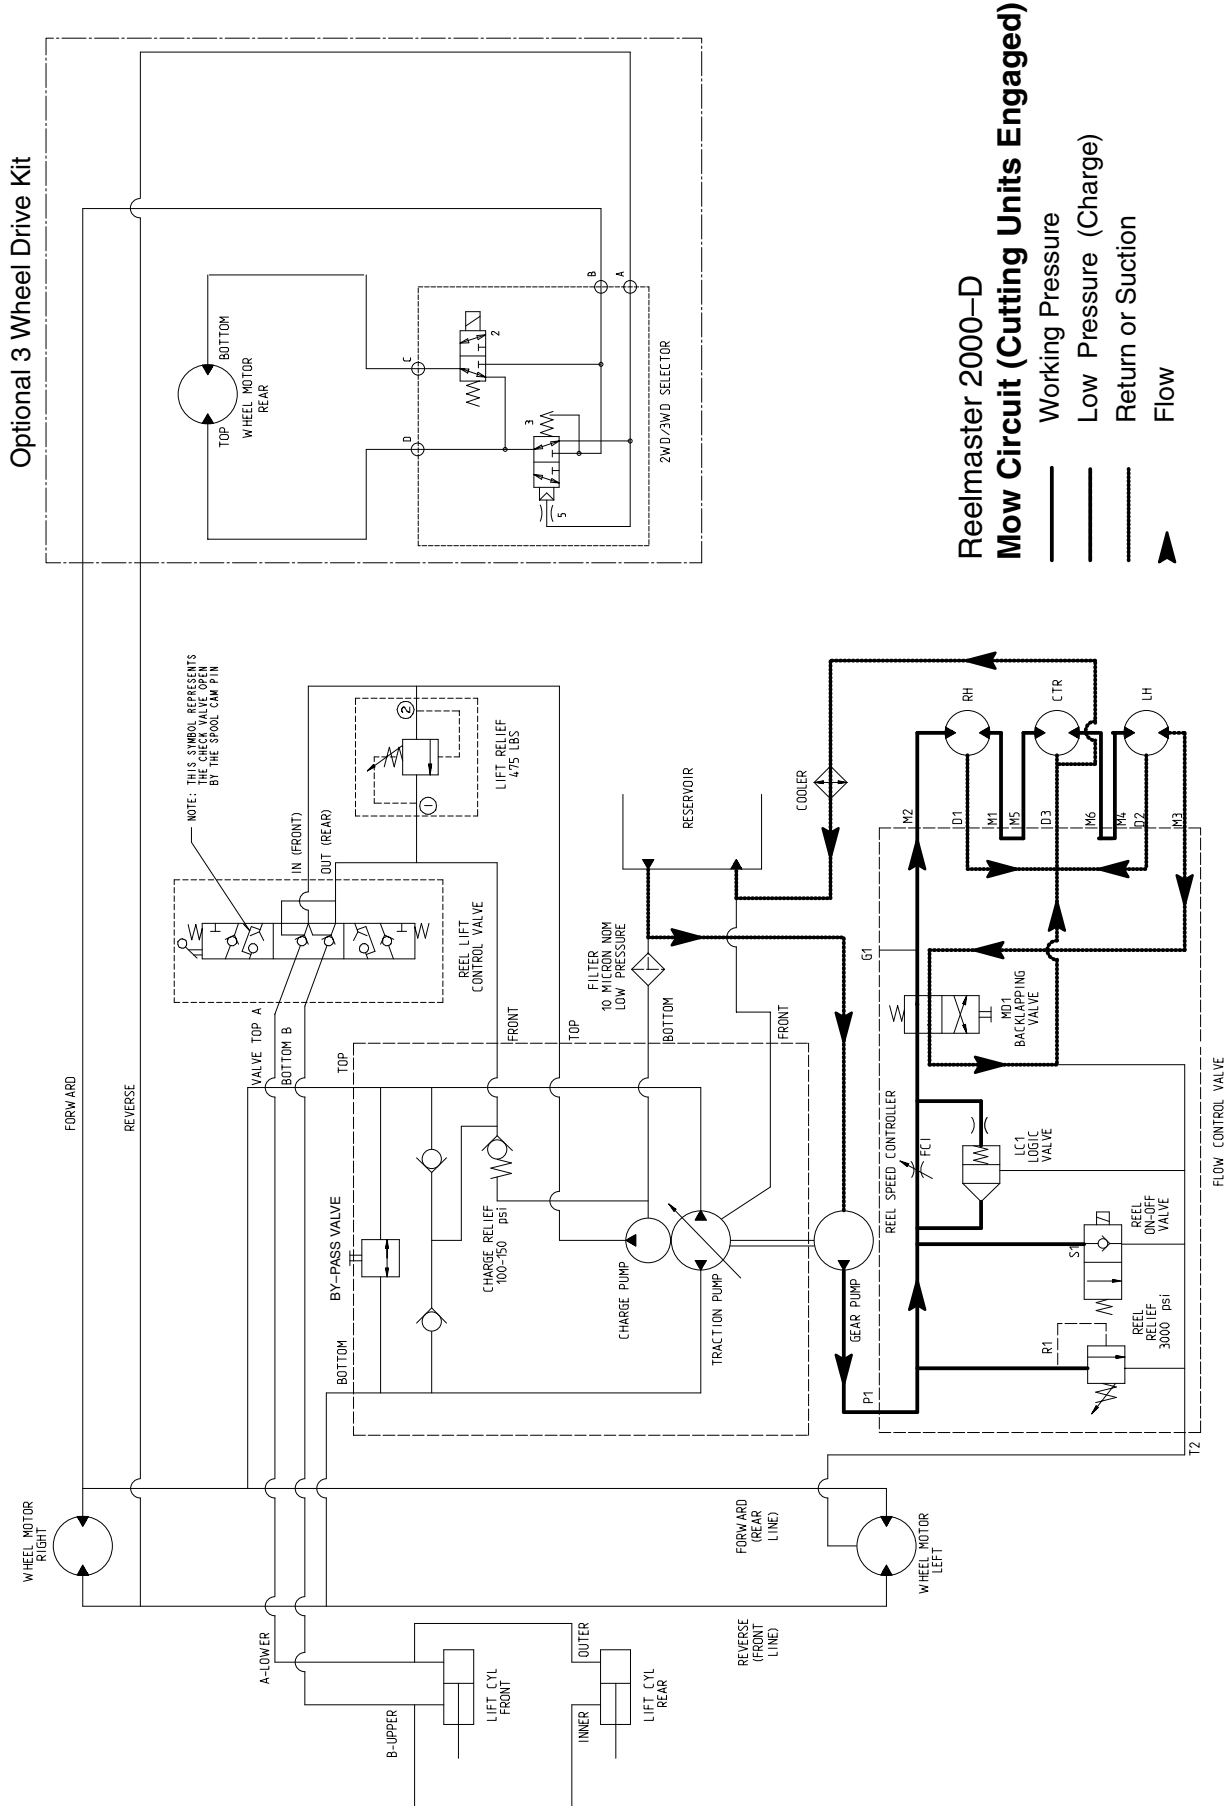 Optional 3 Wheel Drive Kit
TOP
BOTTOM
WHEEL MOTOR
REAR
D
C
B
A
2
3
5
2WD/3WD SELECTOR
Reelmaster 2000–D
Mow Circuit (Cutting Units Engaged)
Working Pressure
Low Pressure (Charge)
Return or Suction
Flow
NOTE: THIS SYMBOL REPRESENTS
THE CHECK VALVE OPEN
BY THE SPOOL CAM PIN
IN (FRONT)
OUT (REAR)
REEL LIFT
CONTROL VALVE
1
2
LIFT RELIEF
475 LBS
RESERVOIR
COOLER
FILTER
10 MICRON NOM
LOW PRESSURE
VALVE TOP A
BOTTOM B
FORWARD
REVERSE
TOP
FRONT
TOP
BOTTOM
FRONT
BY–PASS VALVE
BOTTOM
CHARGE RELIEF
100-150 psi
CHARGE PUMP
TRACTION PUMP
GEAR PUMP
RH
CTR
LH
M2
D1
M1
M5
D3
M6
M4
D2
M3
G1
MD1
BACKLAPPING
VALVE
REEL SPEED CONTROLLER
FC1
LC1
LOGIC
VALVE
S1
REEL
ON-OFF
VALVE
R1
REEL
RELIEF
3000 psi
P1
T2
FLOW CONTROL VALVE
WHEEL MOTOR
RIGHT
FORWARD
(REAR
LINE)
WHEEL MOTOR
LEFT
REVERSE
(FRONT
LINE)
A-LOWER
B-UPPER
LIFT CYL
FRONT
OUTER
INNER
LIFT CYL
REAR